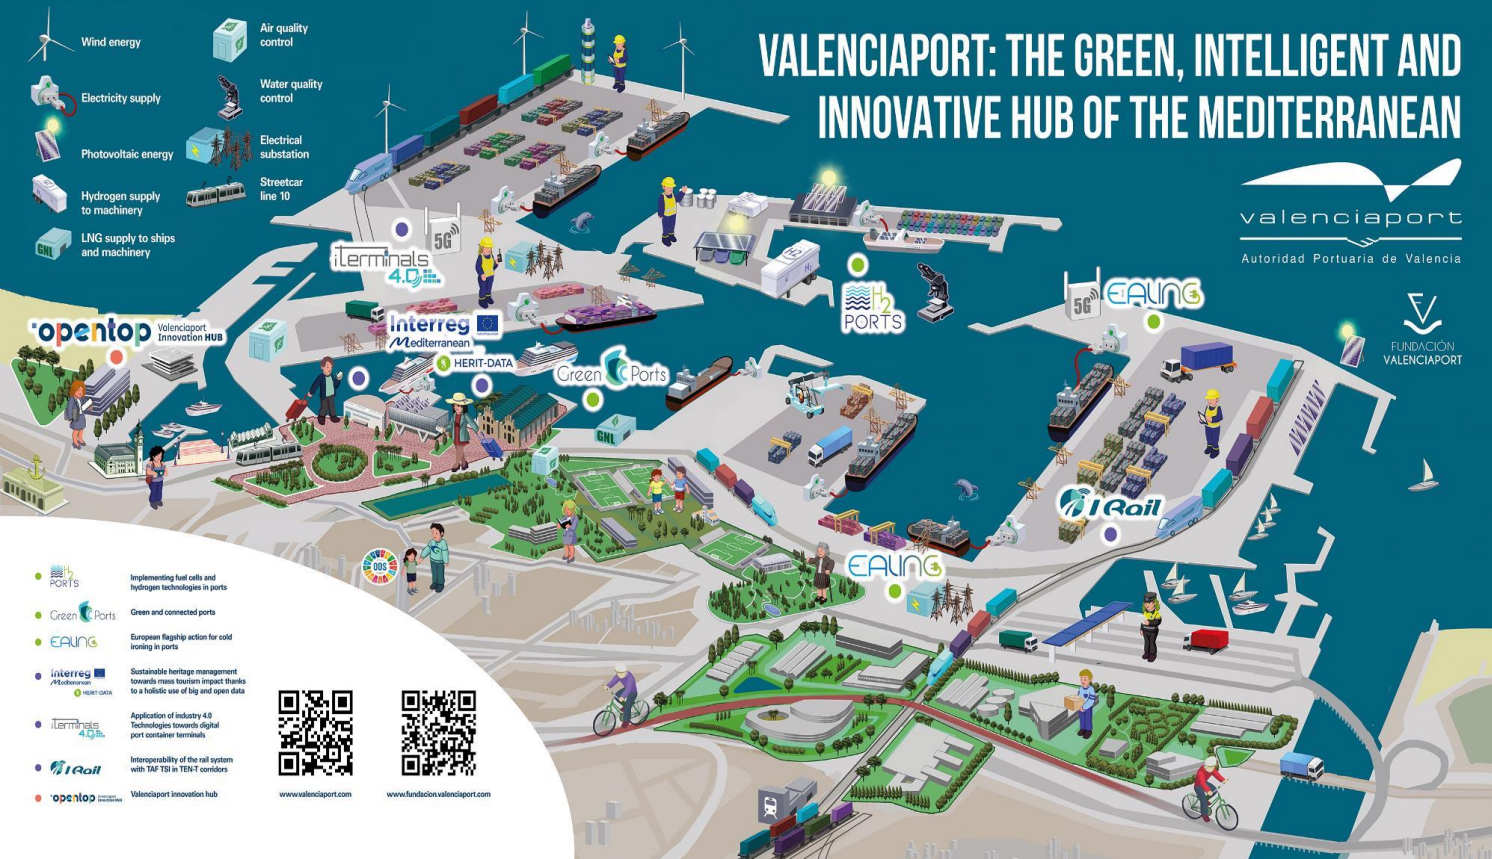 Wind energy
Electricity supply
Photovoltaic energy
Hydrogen supply
to machinery
GNL
LNG supply to ships
and machinery
Air quality
control
Water quality
control
Electrical
substation
Streetcar
line 10
VALENCIAPORT: THE GREEN, INTELLIGENT AND
INNOVATIVE HUB OF THE MEDITERRANEAN
valenciaport
Autoridad Portuaria de Valencia
FUNDACIÓN
VALENCIAPORT
5G
iTerminals
4.0
H2
H2
PORTS
5G
EALING
opentop
Valenciaport
Innovation HUB
Interreg
Mediterranean
HERIT-DATA
Green Ports
GNL
I Rail
EALING
ODS
H2
PORTS
Implementing fuel cells and
hydrogen technologies in ports
Green Ports
Green and connected ports
EALING
European flagship action for cold
ironing in ports
Interreg
Mediterranean
HERIT-DATA
Sustainable heritage management
towards mass tourism impact thanks
to a holistic use of big and open data
iTerminals
4.0
Application of industry 4.0
Technologies towards digital
port container terminals
I Rail
Interoperability of the rail system
with TAF TSI in TEN-T corridors
opentop
Valenciaport innovation hub
www.valenciaport.com
www.fundacion.valenciaport.com